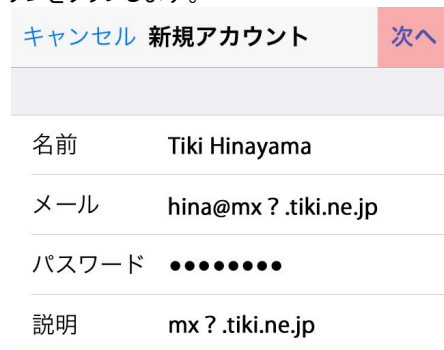 キャンセル 新規アカウント 次へ
名前 Tiki Hinayama
メール hina@mx？.tiki.ne.jp
パスワード ●●●●●●●●
説明 mx？.tiki.ne.jp